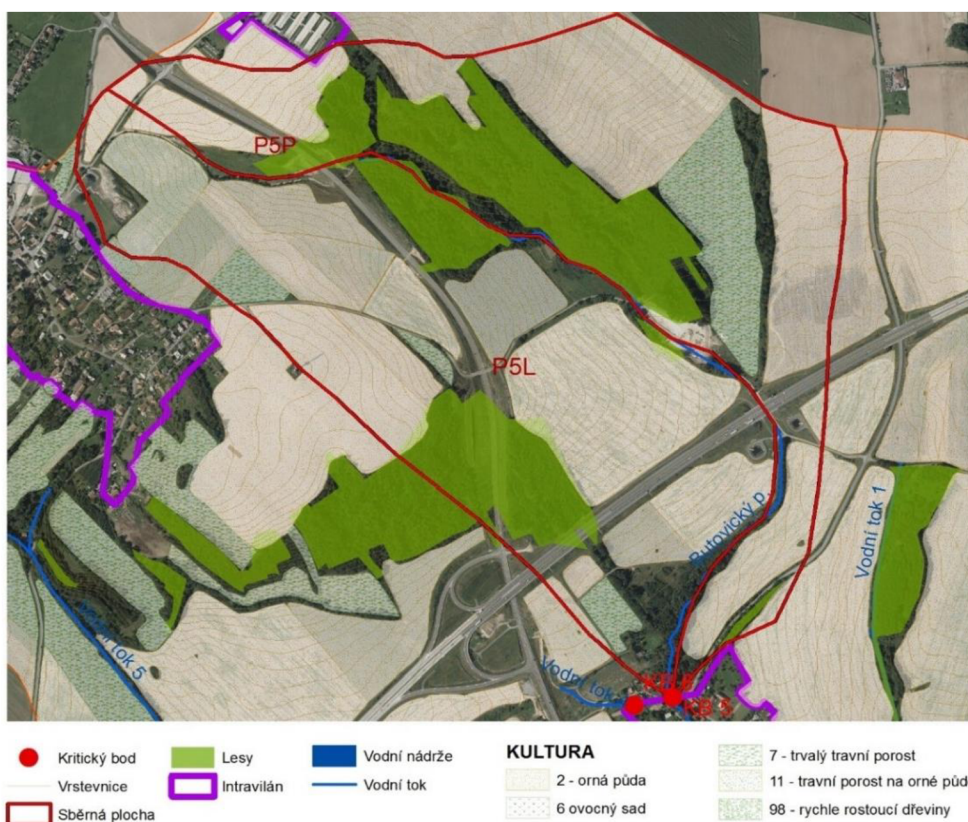 P5P
P5L
Butovický p.
Vodní tok 1
tok 5
Vodní tok
KB 5
Kritický bod
Vrstevnice
Sběrná plocha
Lesy
Intravilán
Vodní nádrže
Vodní tok
KULTURA
2 - orná půda
6 ovocný sad
7 - trvalý travní porost
11 - travní porost na orné půd
98 - rychle rostoucí dřeviny